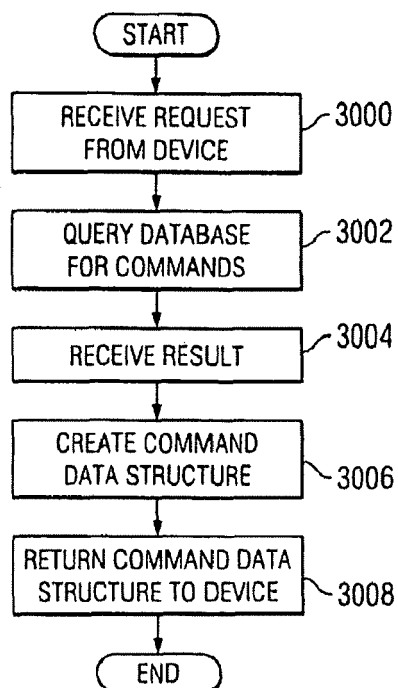 START
RECEIVE REQUEST
FROM DEVICE
3000
QUERY DATABASE
FOR COMMANDS
3002
RECEIVE RESULT
3004
CREATE COMMAND
DATA STRUCTURE
3006
RETURN COMMAND DATA
STRUCTURE TO DEVICE
3008
END